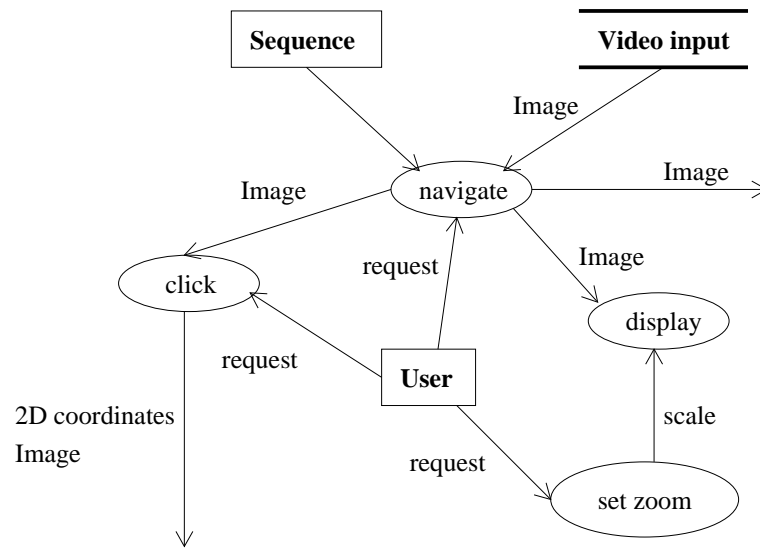 Sequence
Video input
Image
Image
navigate
Image
request
Image
click
display
request
User
2D coordinates
Image
scale
request
set zoom